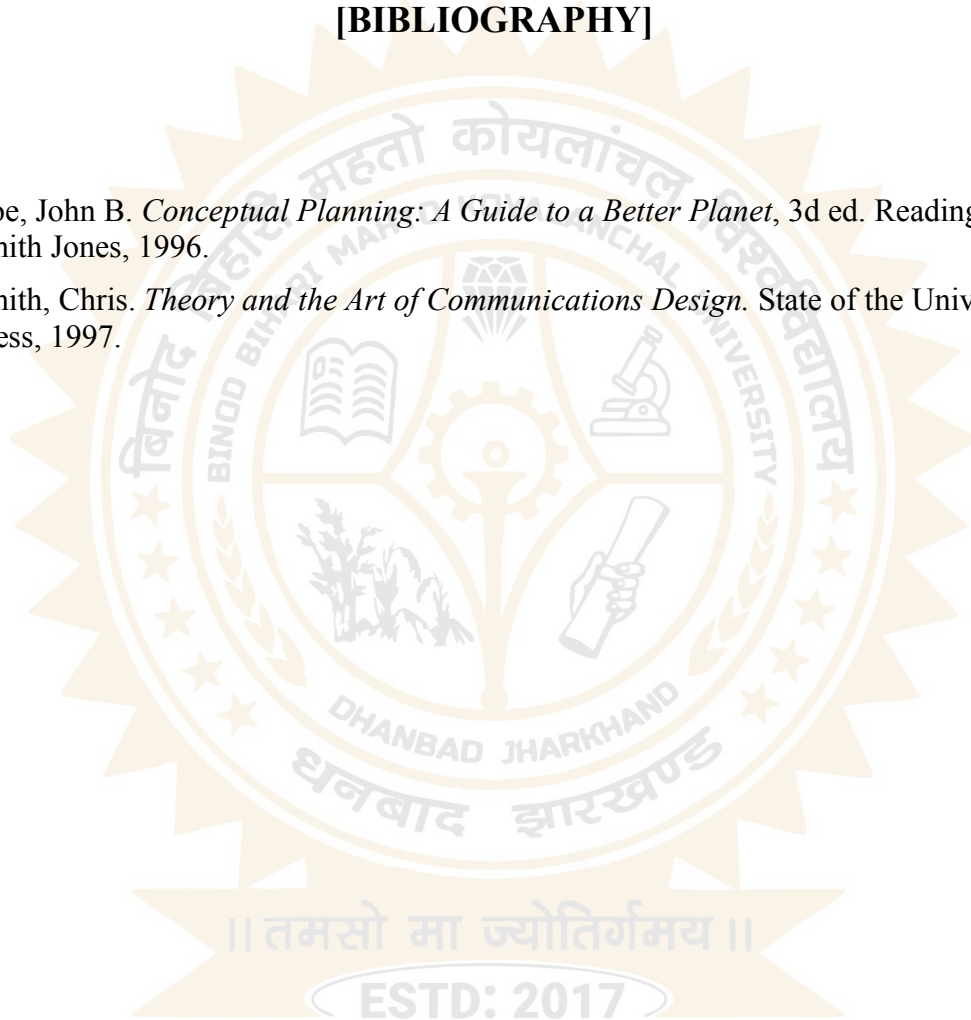 [BIBLIOGRAPHY]
oe, John B. Conceptual Planning: A Guide to a Better Planet, 3d ed. Reading
nith Jones, 1996.
nith, Chris. Theory and the Art of Communications Design. State of the Univ
ess, 1997.
बिनोद बिहारी महतो कोयलांचल विश्वविद्यालय
BINOD BIHARI MAHTO KOYALANCHAL UNIVERSITY
DHANBAD JHARKHAND
धनबाद झारखण्ड
॥ तमसो मा ज्योतिर्गमय ॥
ESTD: 2017